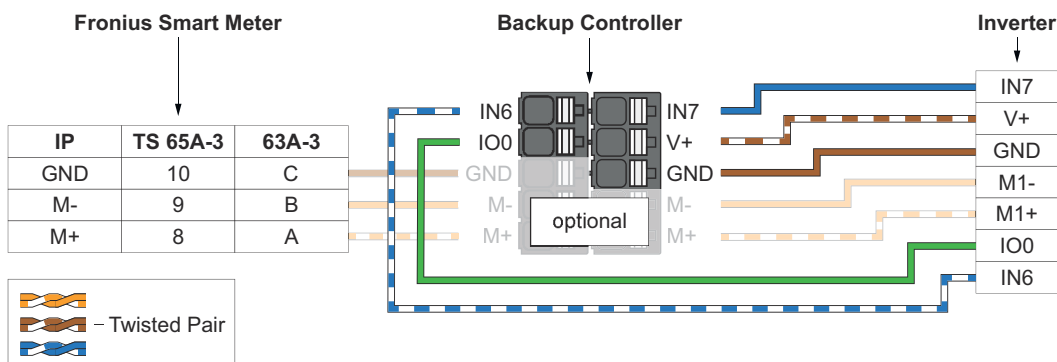 Fronius Smart Meter
Backup Controller
Inverter
IP TS 65A-3 63A-3
GND 10 C
M- 9 B
M+ 8 A
IN6
IO0
GND
M-
M+
IN7
V+
GND
M-
M+
optional
IN7
V+
GND
M1-
M1+
IO0
IN6
– Twisted Pair